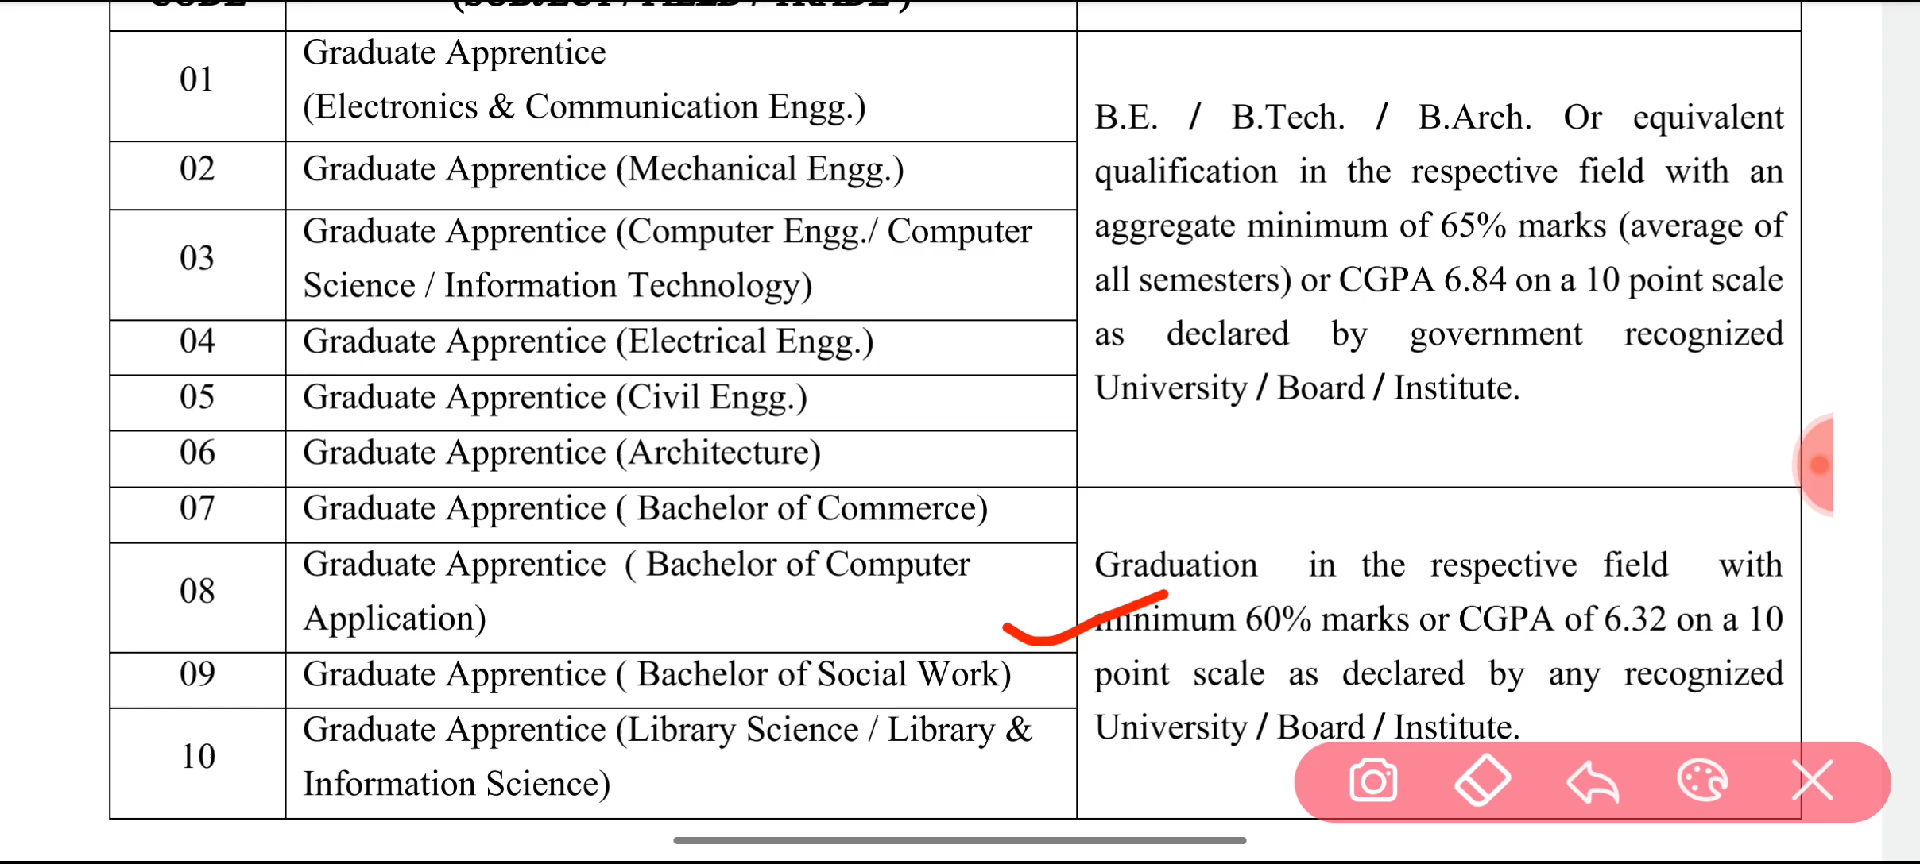 01
Graduate Apprentice
(Electronics & Communication Engg.)
02
Graduate Apprentice (Mechanical Engg.)
03
Graduate Apprentice (Computer Engg./ Computer
Science / Information Technology)
04
Graduate Apprentice (Electrical Engg.)
05
Graduate Apprentice (Civil Engg.)
06
Graduate Apprentice (Architecture)
B.E. / B.Tech. / B.Arch. Or equivalent
qualification in the respective field with an
aggregate minimum of 65% marks (average of
all semesters) or CGPA 6.84 on a 10 point scale
as declared by government recognized
University / Board / Institute.
07
Graduate Apprentice ( Bachelor of Commerce)
08
Graduate Apprentice ( Bachelor of Computer
Application)
09
Graduate Apprentice ( Bachelor of Social Work)
10
Graduate Apprentice (Library Science / Library &
Information Science)
Graduation in the respective field with
minimum 60% marks or CGPA of 6.32 on a 10
point scale as declared by any recognized
University / Board / Institute.